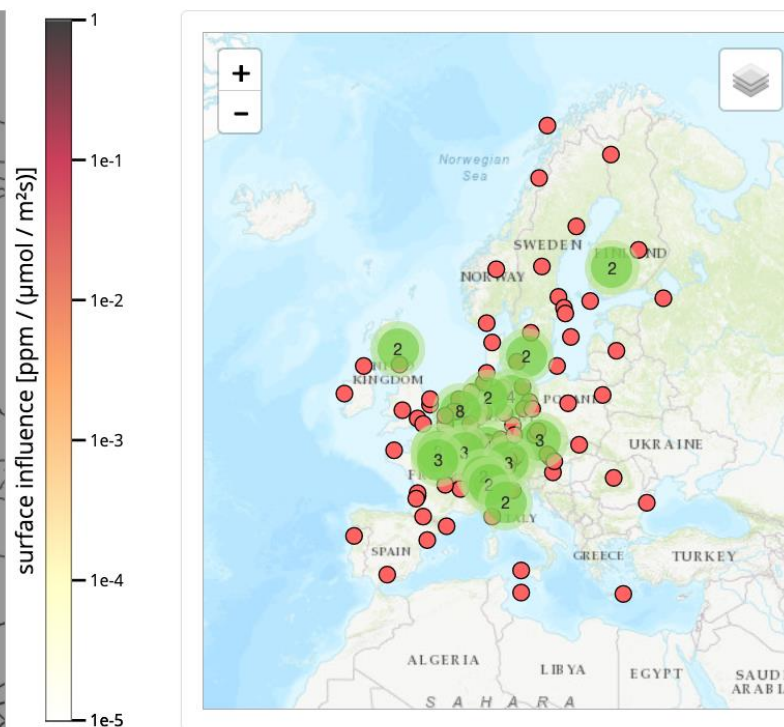 surface influence [ppm / (μmol / m²s)]
1
1e-1
1e-2
1e-3
1e-4
1e-5
+
−
Norwegian
Sea
SWEDEN
2
NORWAY
2
KINGDOM
2
2
4
8
3
3
3
3
2
2
UKRAINE
SPAIN
GREECE
TURKEY
ALGERIA
LIBYA
EGYPT
SAHARA